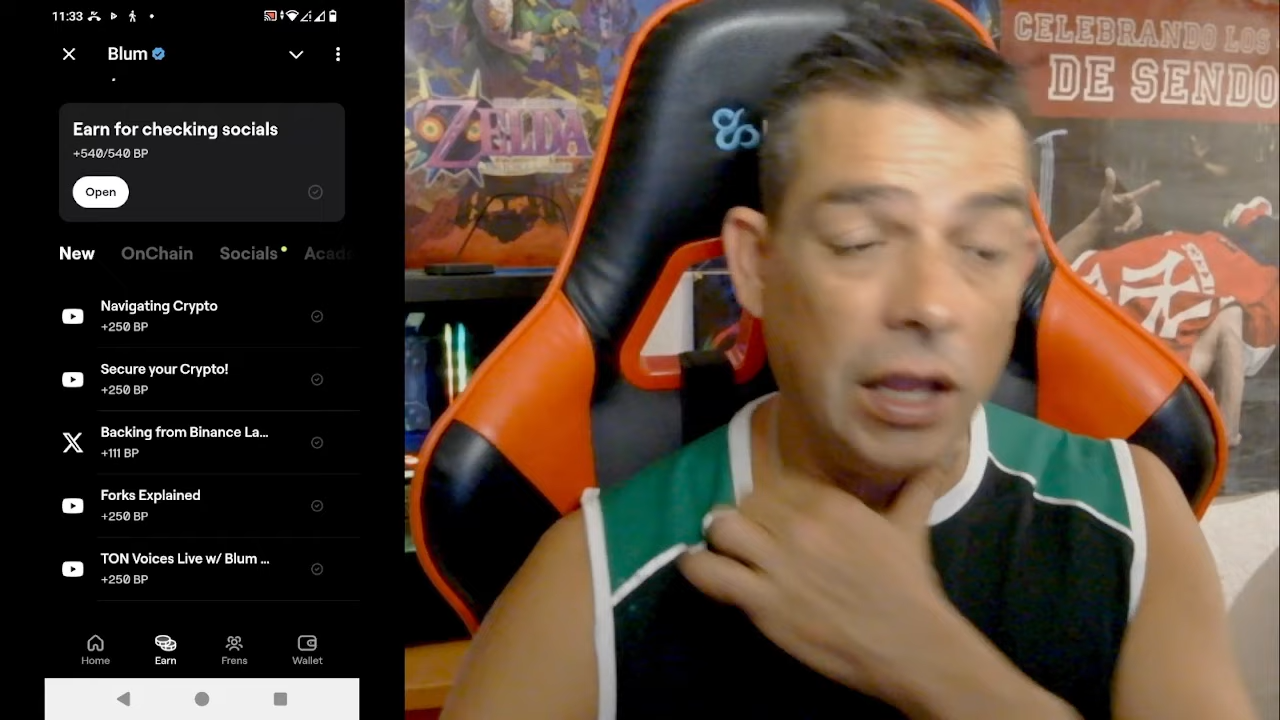 11:33
Blum
Earn for checking socials
+540/540 BP
Open
New OnChain Socials Acad
Navigating Crypto
+250 BP
Secure your Crypto!
+250 BP
Backing from Binance La...
+111 BP
Forks Explained
+250 BP
TON Voices Live w/ Blum ...
+250 BP
Home Earn Frens Wallet
ZELDA
CELEBRANDO LOS
DE SENDO